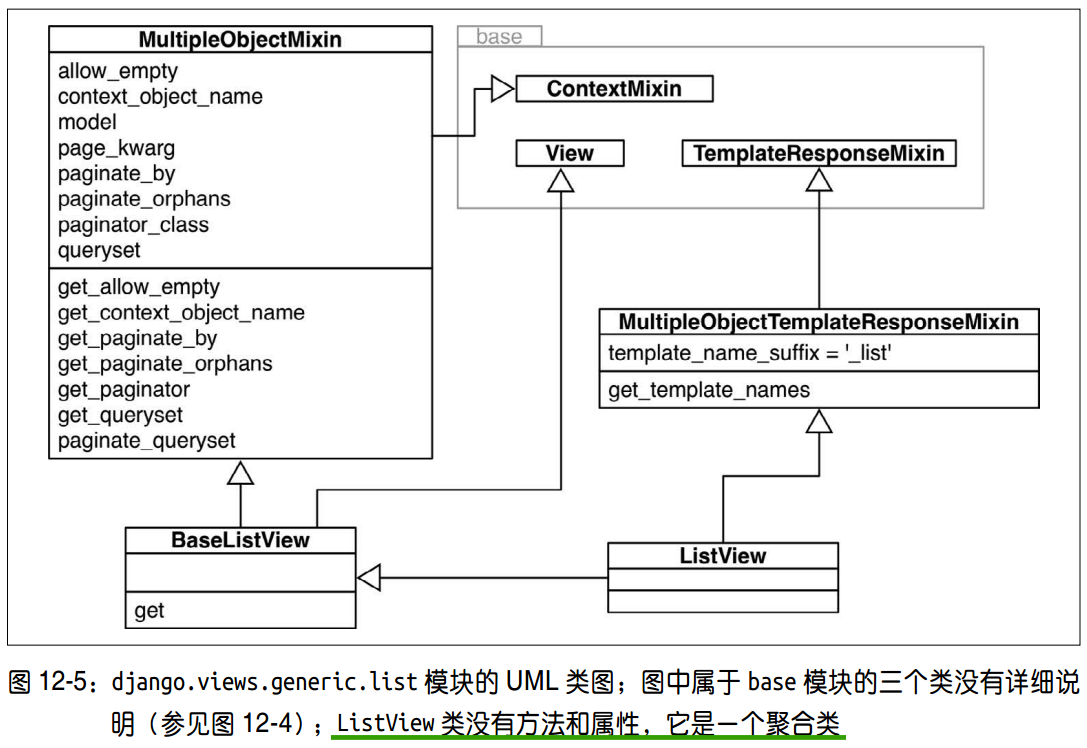 MultipleObjectMixin
allow_empty
context_object_name
model
page_kwarg
paginate_by
paginate_orphans
paginator_class
queryset
get_allow_empty
get_context_object_name
get_paginate_by
get_paginate_orphans
get_paginator
get_queryset
paginate_queryset
base
ContextMixin
View
TemplateResponseMixin
MultipleObjectTemplateResponseMixin
template_name_suffix = '_list'
get_template_names
BaseListView
get
ListView
图 12-5：django.views.generic.list 模块的 UML 类图；图中属于 base 模块的三个类没有详细说
明（参见图 12-4）；ListView 类没有方法和属性，它是一个聚合类